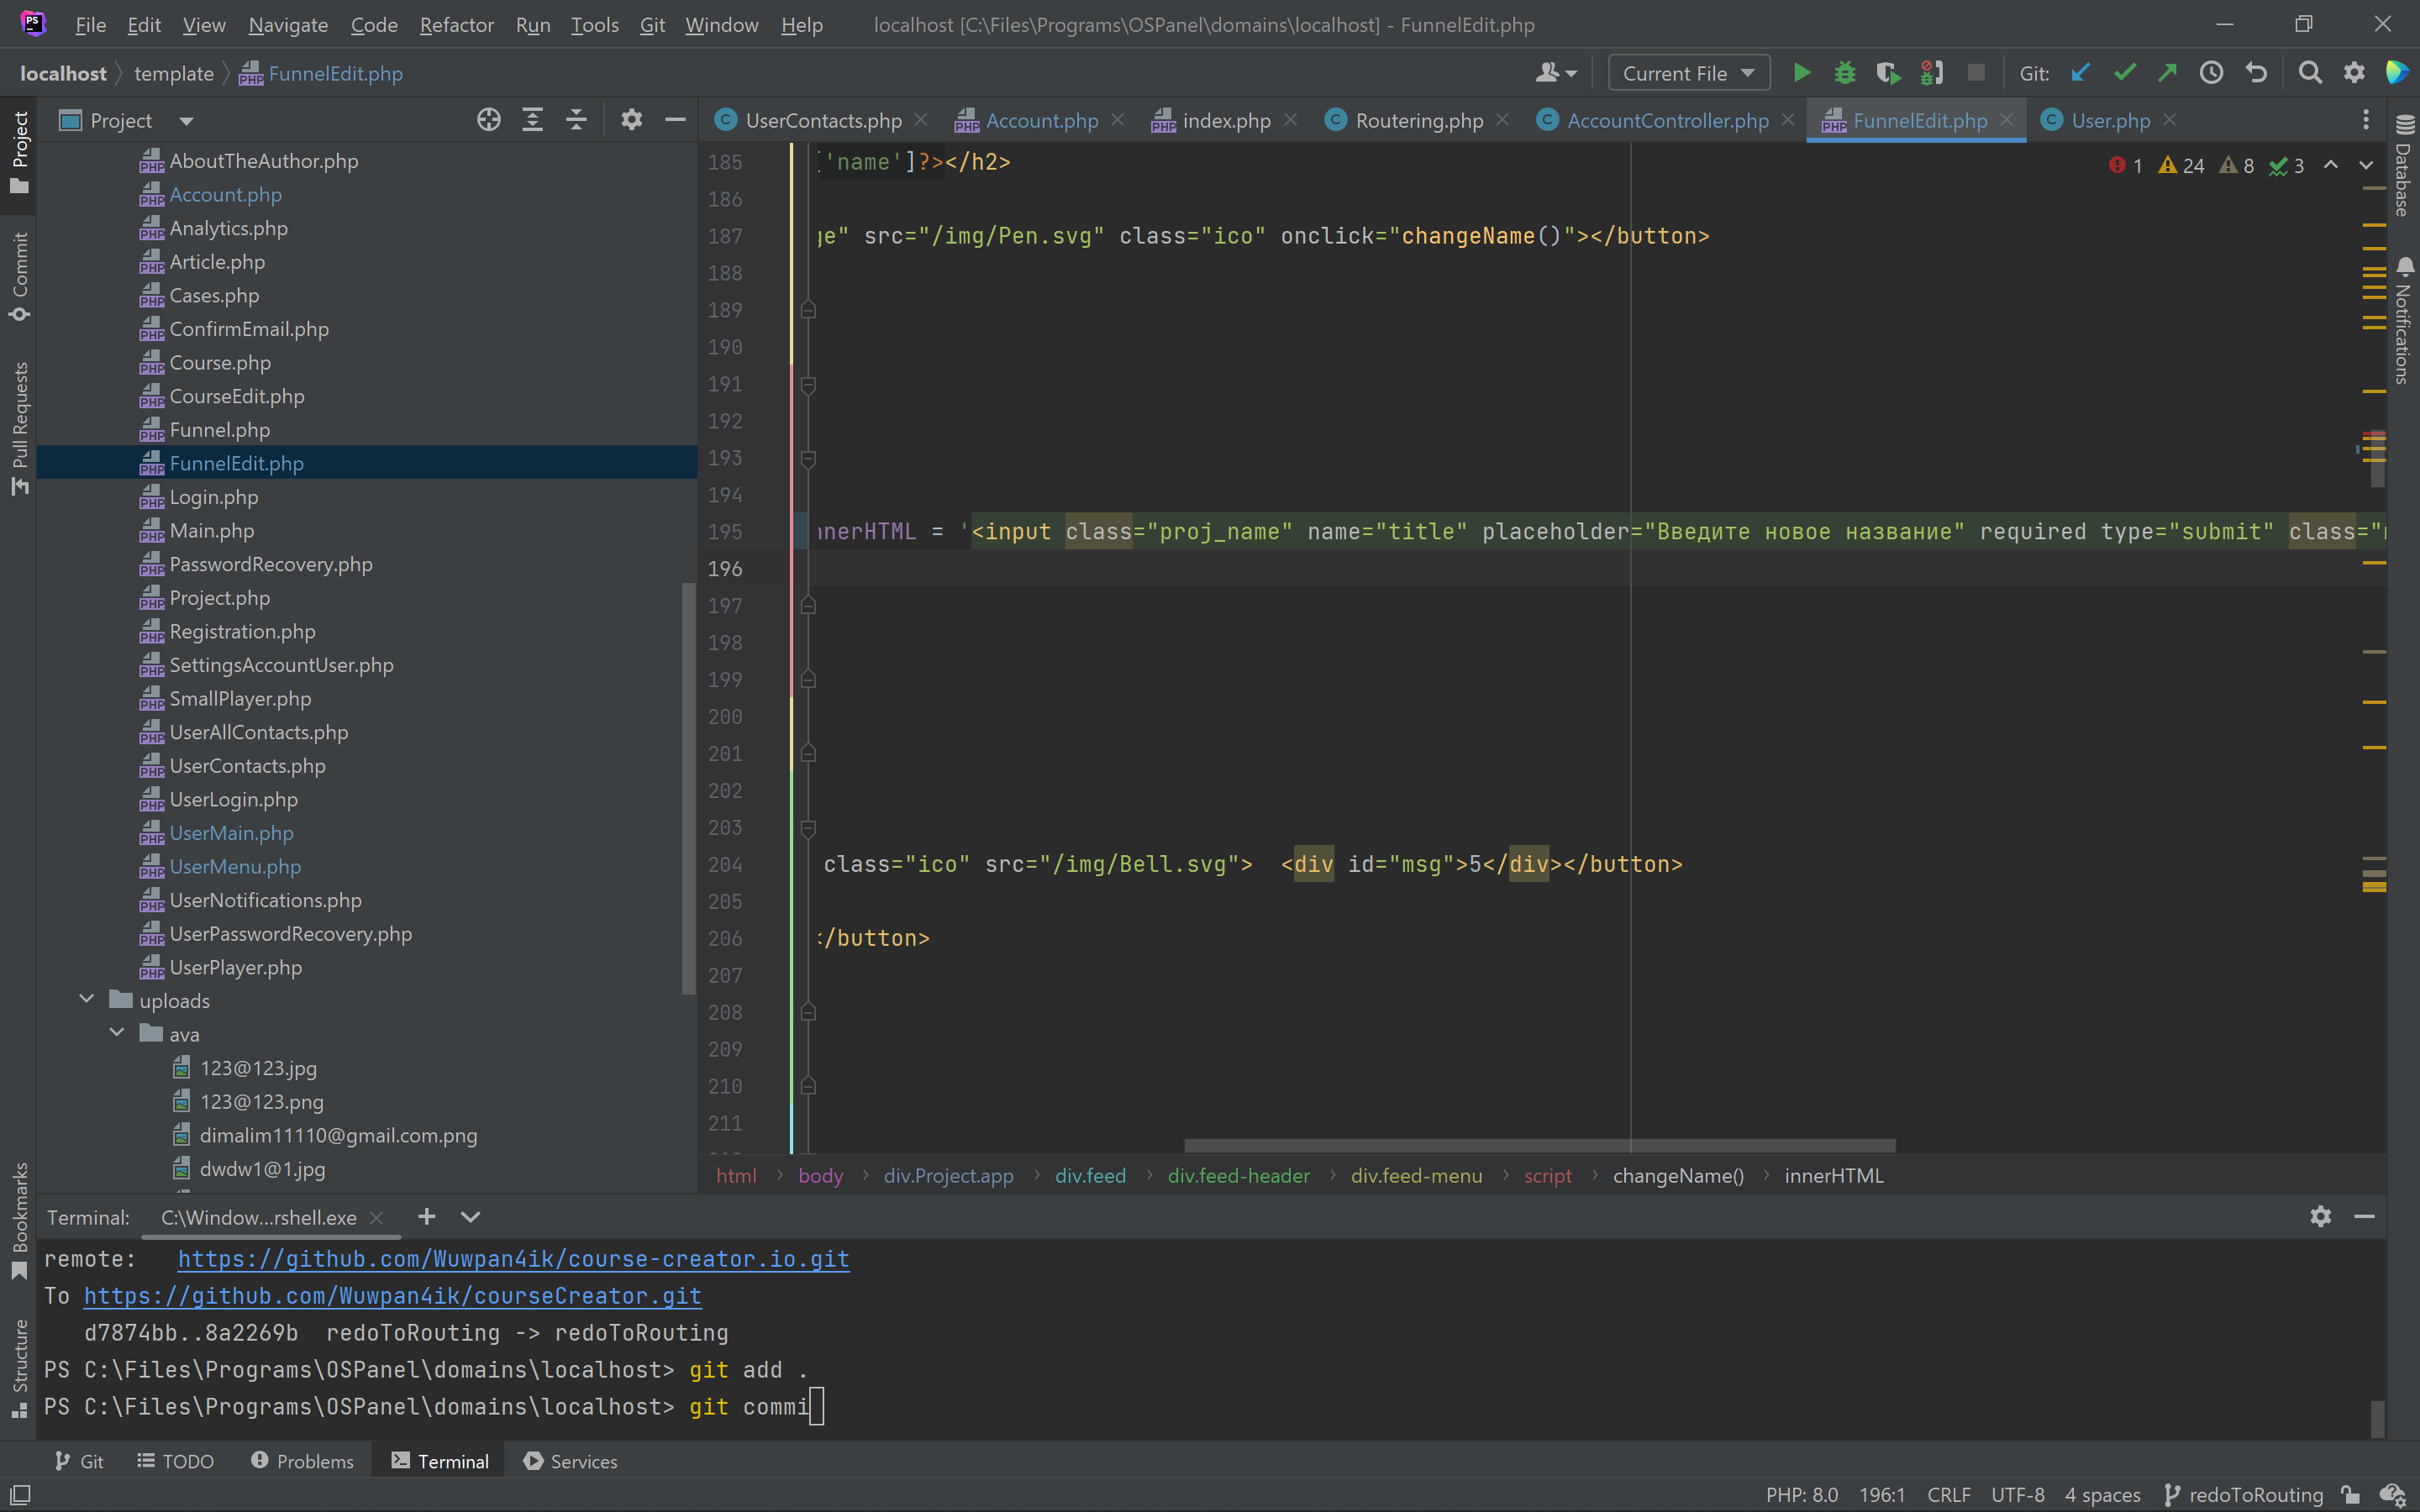 File Edit View Navigate Code Refactor Run Tools Git Window Help localhost [C:\Files\Programs\OSPanel\domains\localhost] - FunnelEdit.php
localhost template FunnelEdit.php Current File Git:
Project
UserContacts.php Account.php index.php Routering.php AccountController.php FunnelEdit.php User.php
Project
Commit
Pull Requests
Bookmarks
Structure
AboutTheAuthor.php
Account.php
Analytics.php
Article.php
Cases.php
ConfirmEmail.php
Course.php
CourseEdit.php
Funnel.php
FunnelEdit.php
Login.php
Main.php
PasswordRecovery.php
Project.php
Registration.php
SettingsAccountUser.php
SmallPlayer.php
UserAllContacts.php
UserContacts.php
UserLogin.php
UserMain.php
UserMenu.php
UserNotifications.php
UserPasswordRecovery.php
UserPlayer.php
uploads
ava
123@123.jpg
123@123.png
dimalim11110@gmail.com.png
dwdw1@1.jpg
1 24 8 3
185 ['name']?></h2>
186
187 ge" src="/img/Pen.svg" class="ico" onclick="changeName()"></button>
188
189
190
191
192
193
194
195 nnerHTML = '<input class="proj_name" name="title" placeholder="Введите новое название" required type="submit" class="
196
197
198
199
200
201
202
203
204 class="ico" src="/img/Bell.svg"> <div id="msg">5</div></button>
205
206 </button>
207
208
209
210
211
html body div.Project.app div.feed div.feed-header div.feed-menu script changeName() innerHTML
Database
Notifications
Terminal: C:\Window...rshell.exe
remote: https://github.com/Wuwpan4ik/course-creator.io.git
To https://github.com/Wuwpan4ik/courseCreator.git
d7874bb..8a2269b redoToRouting -> redoToRouting
PS C:\Files\Programs\OSPanel\domains\localhost> git add .
PS C:\Files\Programs\OSPanel\domains\localhost> git commi
Git TODO Problems Terminal Services
PHP: 8.0 196:1 CRLF UTF-8 4 spaces redoToRouting